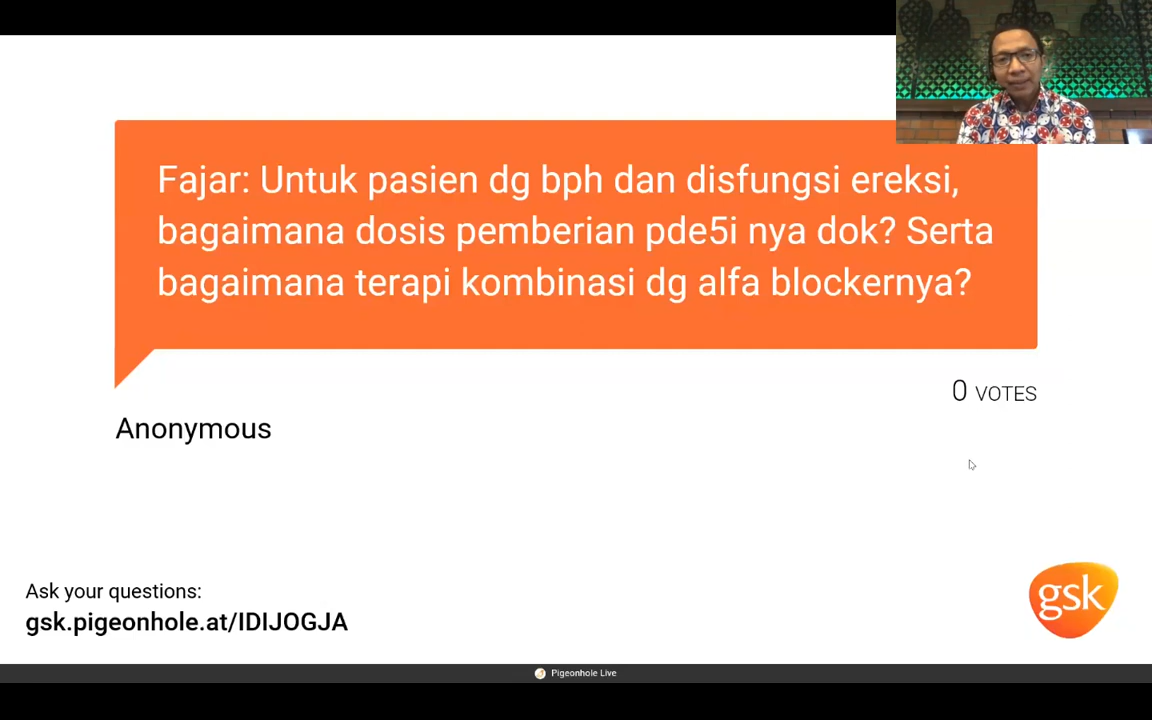 Fajar: Untuk pasien dg bph dan disfungsi ereksi,
bagaimana dosis pemberian pde5i nya dok? Serta
bagaimana terapi kombinasi dg alfa blockernya?
0 VOTES
Anonymous
Ask your questions:
gsk.pigeonhole.at/IDIJOGJA
gsk
Pigeonhole Live